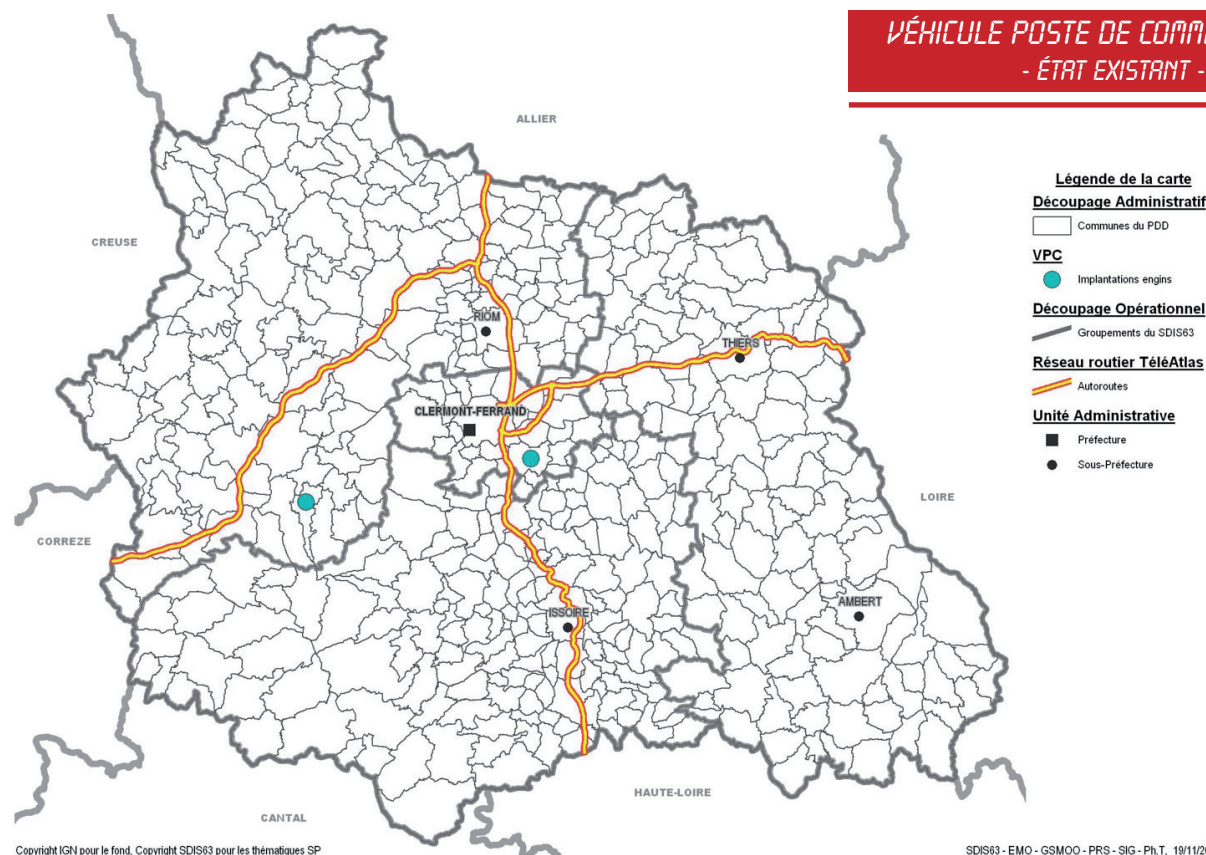 VÉHICULE POSTE DE COMM
- ÉTAT EXISTANT -
ALLIER
CREUSE
CORREZE
CANTAL
HAUTE-LOIRE
LOIRE
RIOM
THIERS
CLERMONT-FERRAND
ISSOIRE
AMBERT
Légende de la carte
Découpage Administratif
Communes du PDD
VPC
Implantations engins
Découpage Opérationnel
Groupements du SDIS63
Réseau routier TéléAtlas
Autoroutes
Unité Administrative
Préfecture
Sous-Préfecture
Copyright IGN pour le fond, Copyright SDIS63 pour les thématiques SP
SDIS63 - EMO - GSMOO - PRS - SIG - Ph.T. 19/11/20